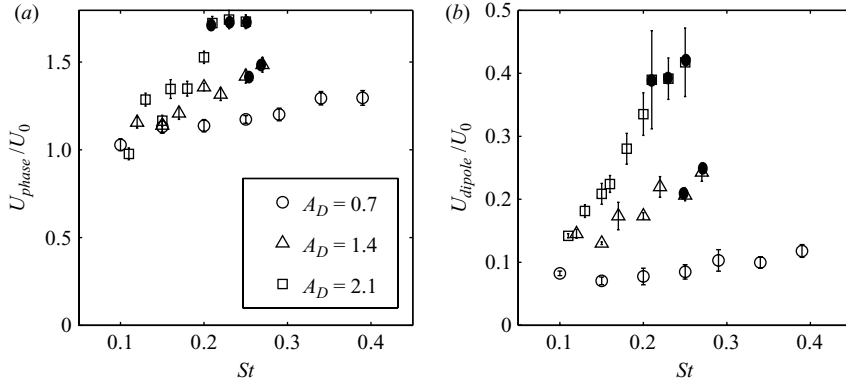 (a)
1.5
1.0
0.5
0
U_phase/U_0
0.1 0.2 0.3 0.4
St
A_D = 0.7
A_D = 1.4
A_D = 2.1
(b)
0.5
0.4
0.3
0.2
0.1
0
U_dipole/U_0
0.1 0.2 0.3 0.4
St